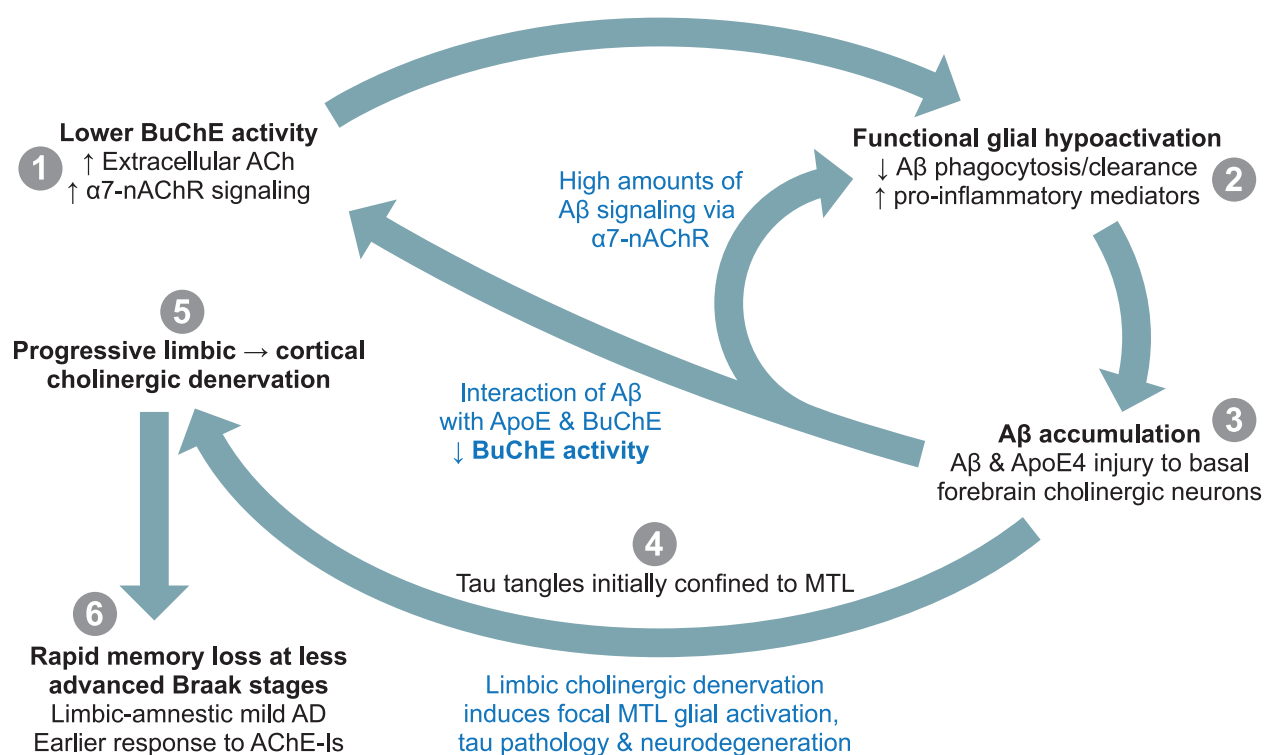 1
Lower BuChE activity
↑ Extracellular ACh
↑ α7-nAChR signaling
Functional glial hypoactivation
↓ Aβ phagocytosis/clearance
↑ pro-inflammatory mediators
2
High amounts of
Aβ signaling via
α7-nAChR
3
Aβ accumulation
Aβ & ApoE4 injury to basal
forebrain cholinergic neurons
Interaction of Aβ
with ApoE & BuChE
↓ BuChE activity
4
Tau tangles initially confined to MTL
Limbic cholinergic denervation
induces focal MTL glial activation,
tau pathology & neurodegeneration
5
Progressive limbic → cortical
cholinergic denervation
6
Rapid memory loss at less
advanced Braak stages
Limbic-amnestic mild AD
Earlier response to AChE-Is